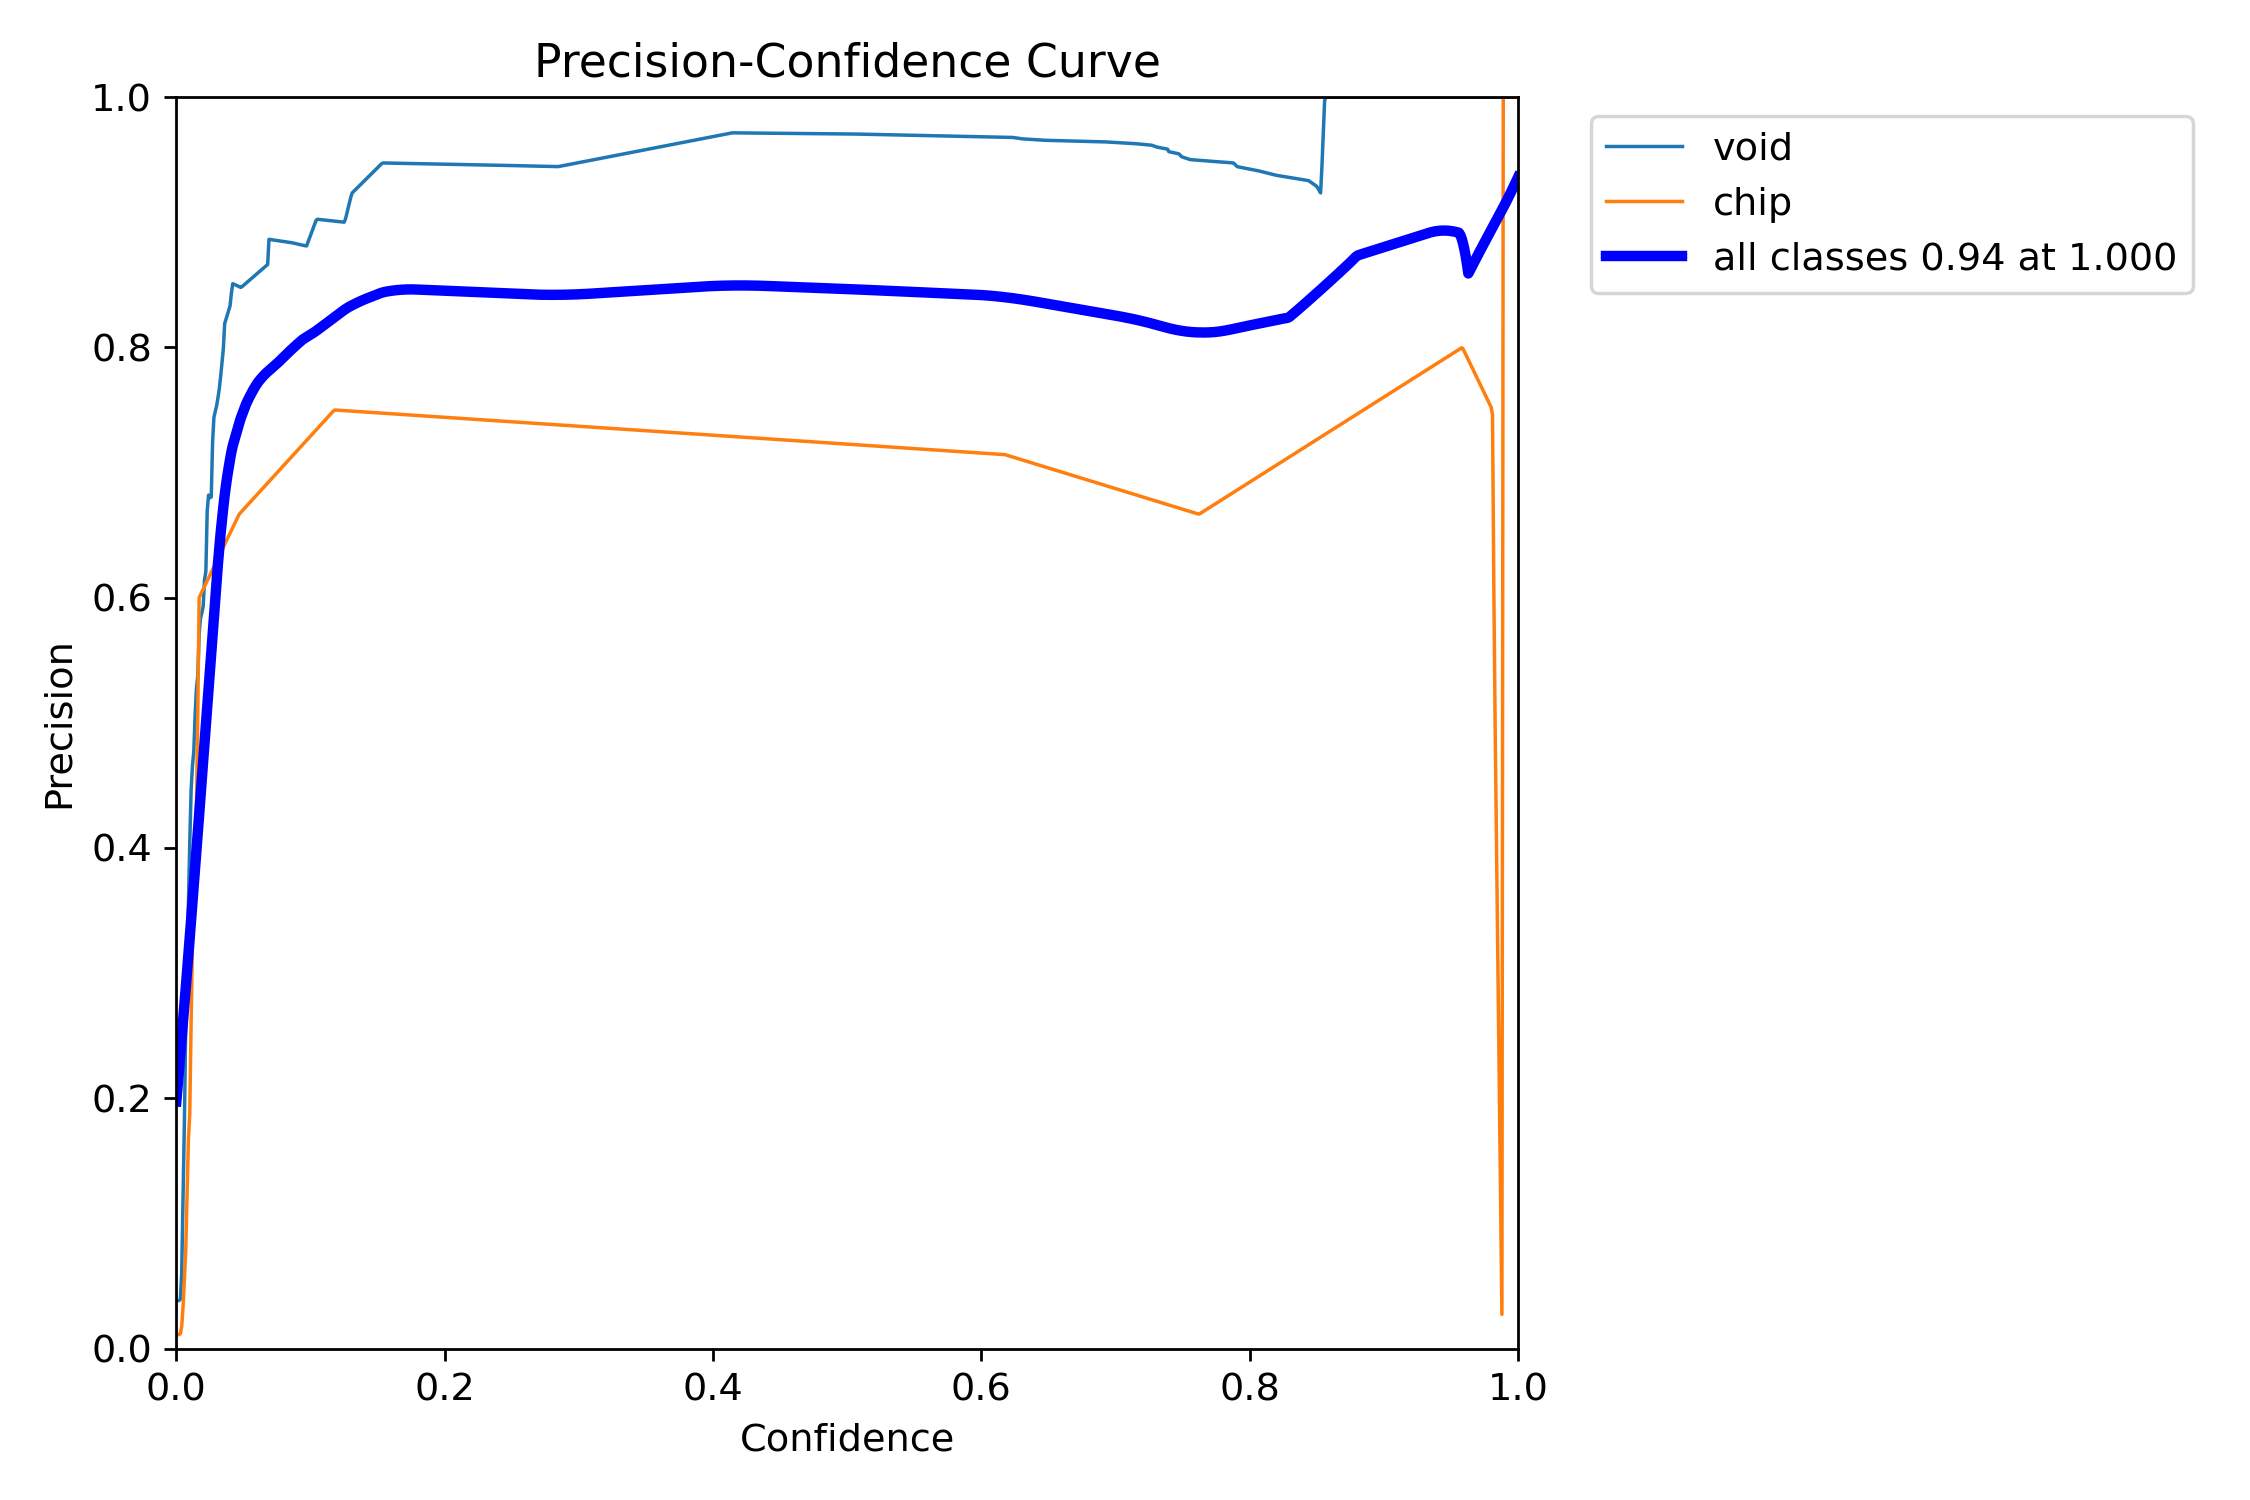 Precision-Confidence Curve
1.0
0.8
0.6
0.4
0.2
0.0
Precision
0.0 0.2 0.4 0.6 0.8 1.0
Confidence
void
chip
all classes 0.94 at 1.000